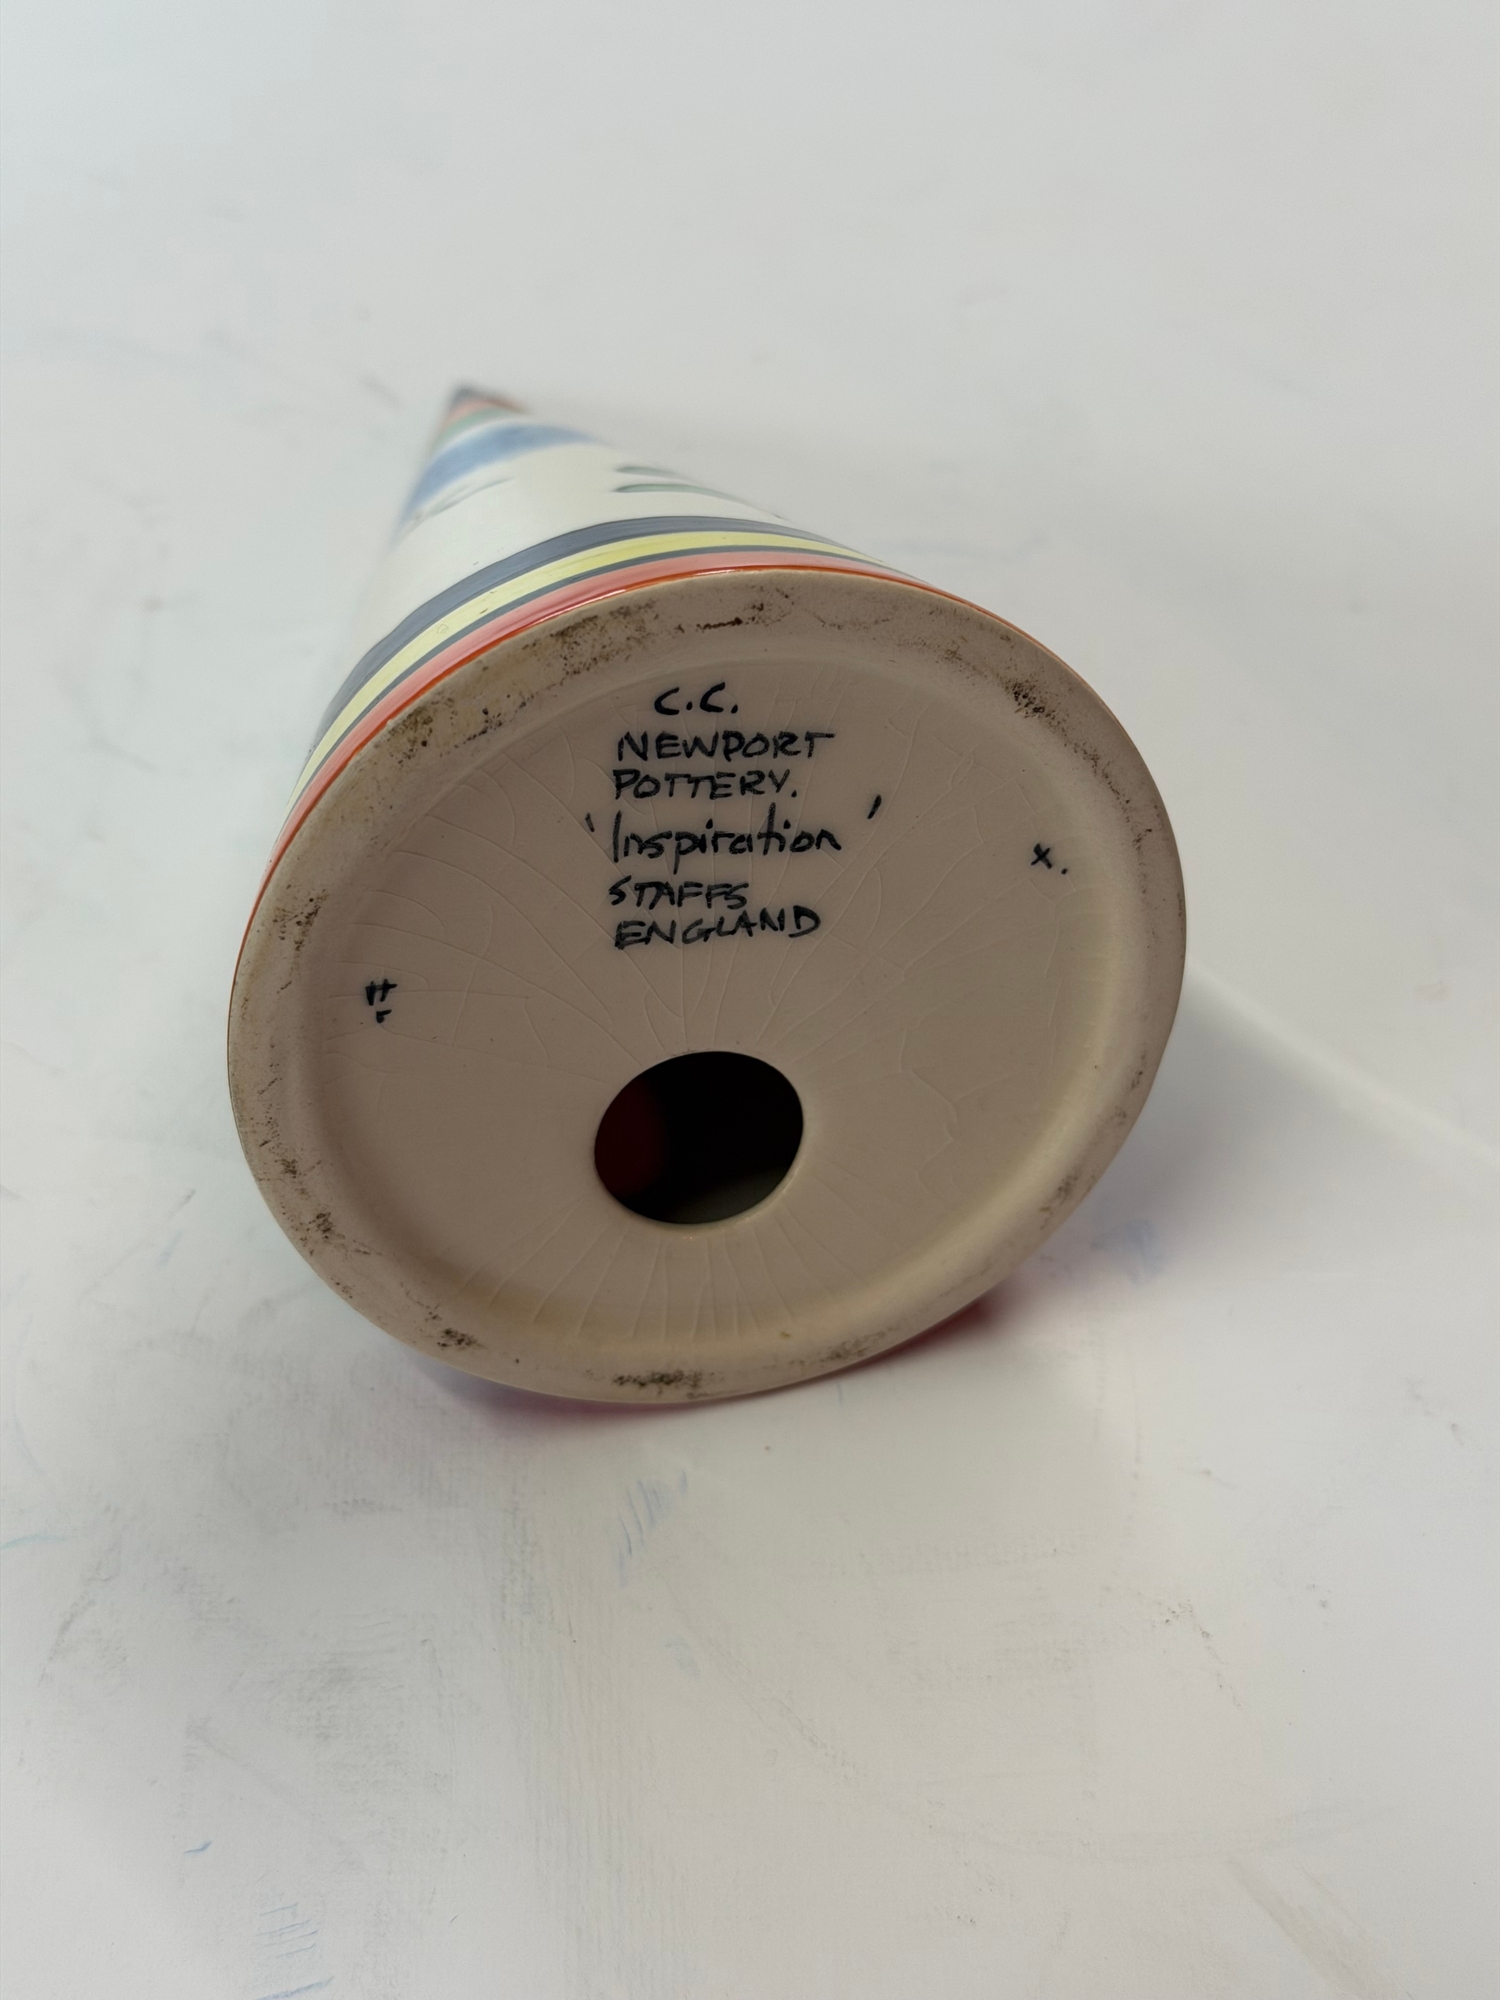 C.C.
NEWPORT
POTTERY.
'Inspiration'
STAFFS
ENGLAND
X.